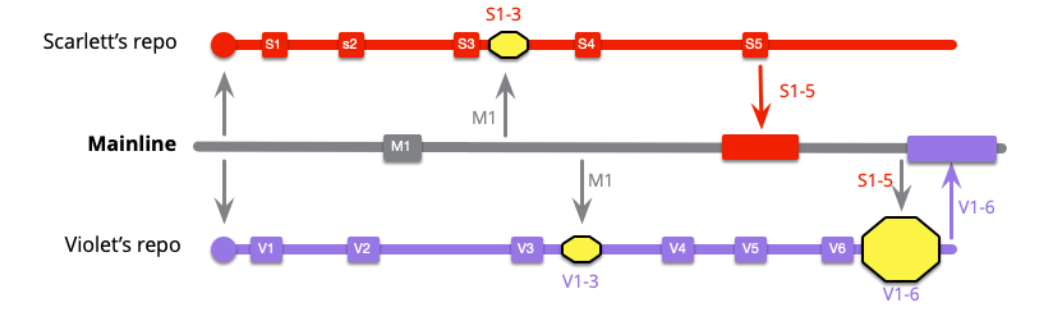 S1-3
Scarlett's repo
S1
s2
S3
S4
S5
M1
S1-5
Mainline
M1
M1
S1-5
V1-6
Violet's repo
V1
V2
V3
V4
V5
V6
V1-3
V1-6